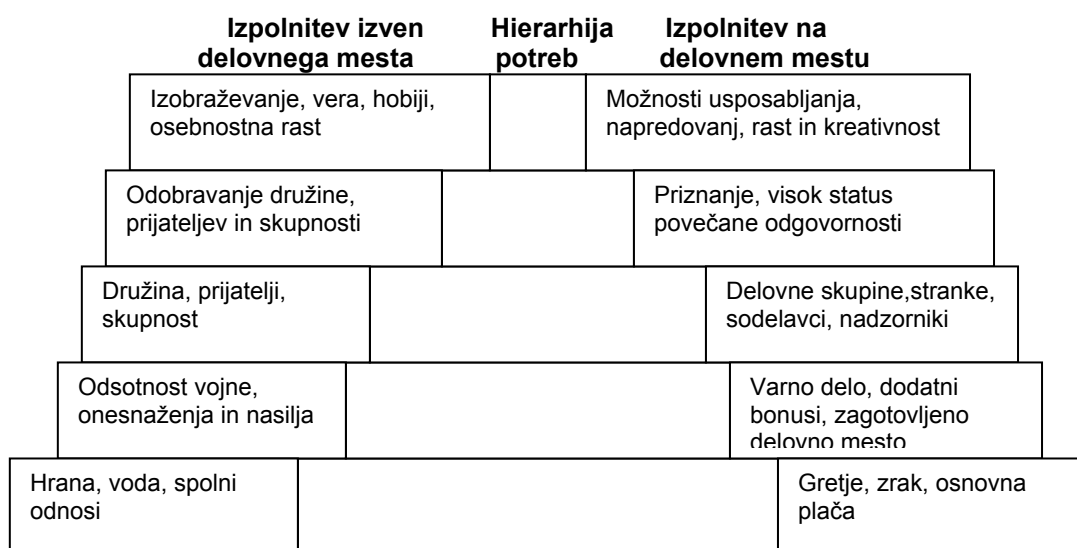 Izpolnitev izven
delovnega mesta
Hierarhija
potreb
Izpolnitev na
delovnem mestu
Izobraževanje, vera, hobiji,
osebnostna rast
Možnosti usposabljanja,
napredovanj, rast in kreativnost
Odobravanje družine,
prijateljev in skupnosti
Priznanje, visok status
povečane odgovornosti
Družina, prijatelji,
skupnost
Delovne skupine,stranke,
sodelavci, nadzorniki
Odsotnost vojne,
onesnaženja in nasilja
Varno delo, dodatni
bonusi, zagotovljeno
delovno mesto
Hrana, voda, spolni
odnosi
Gretje, zrak, osnovna
plača